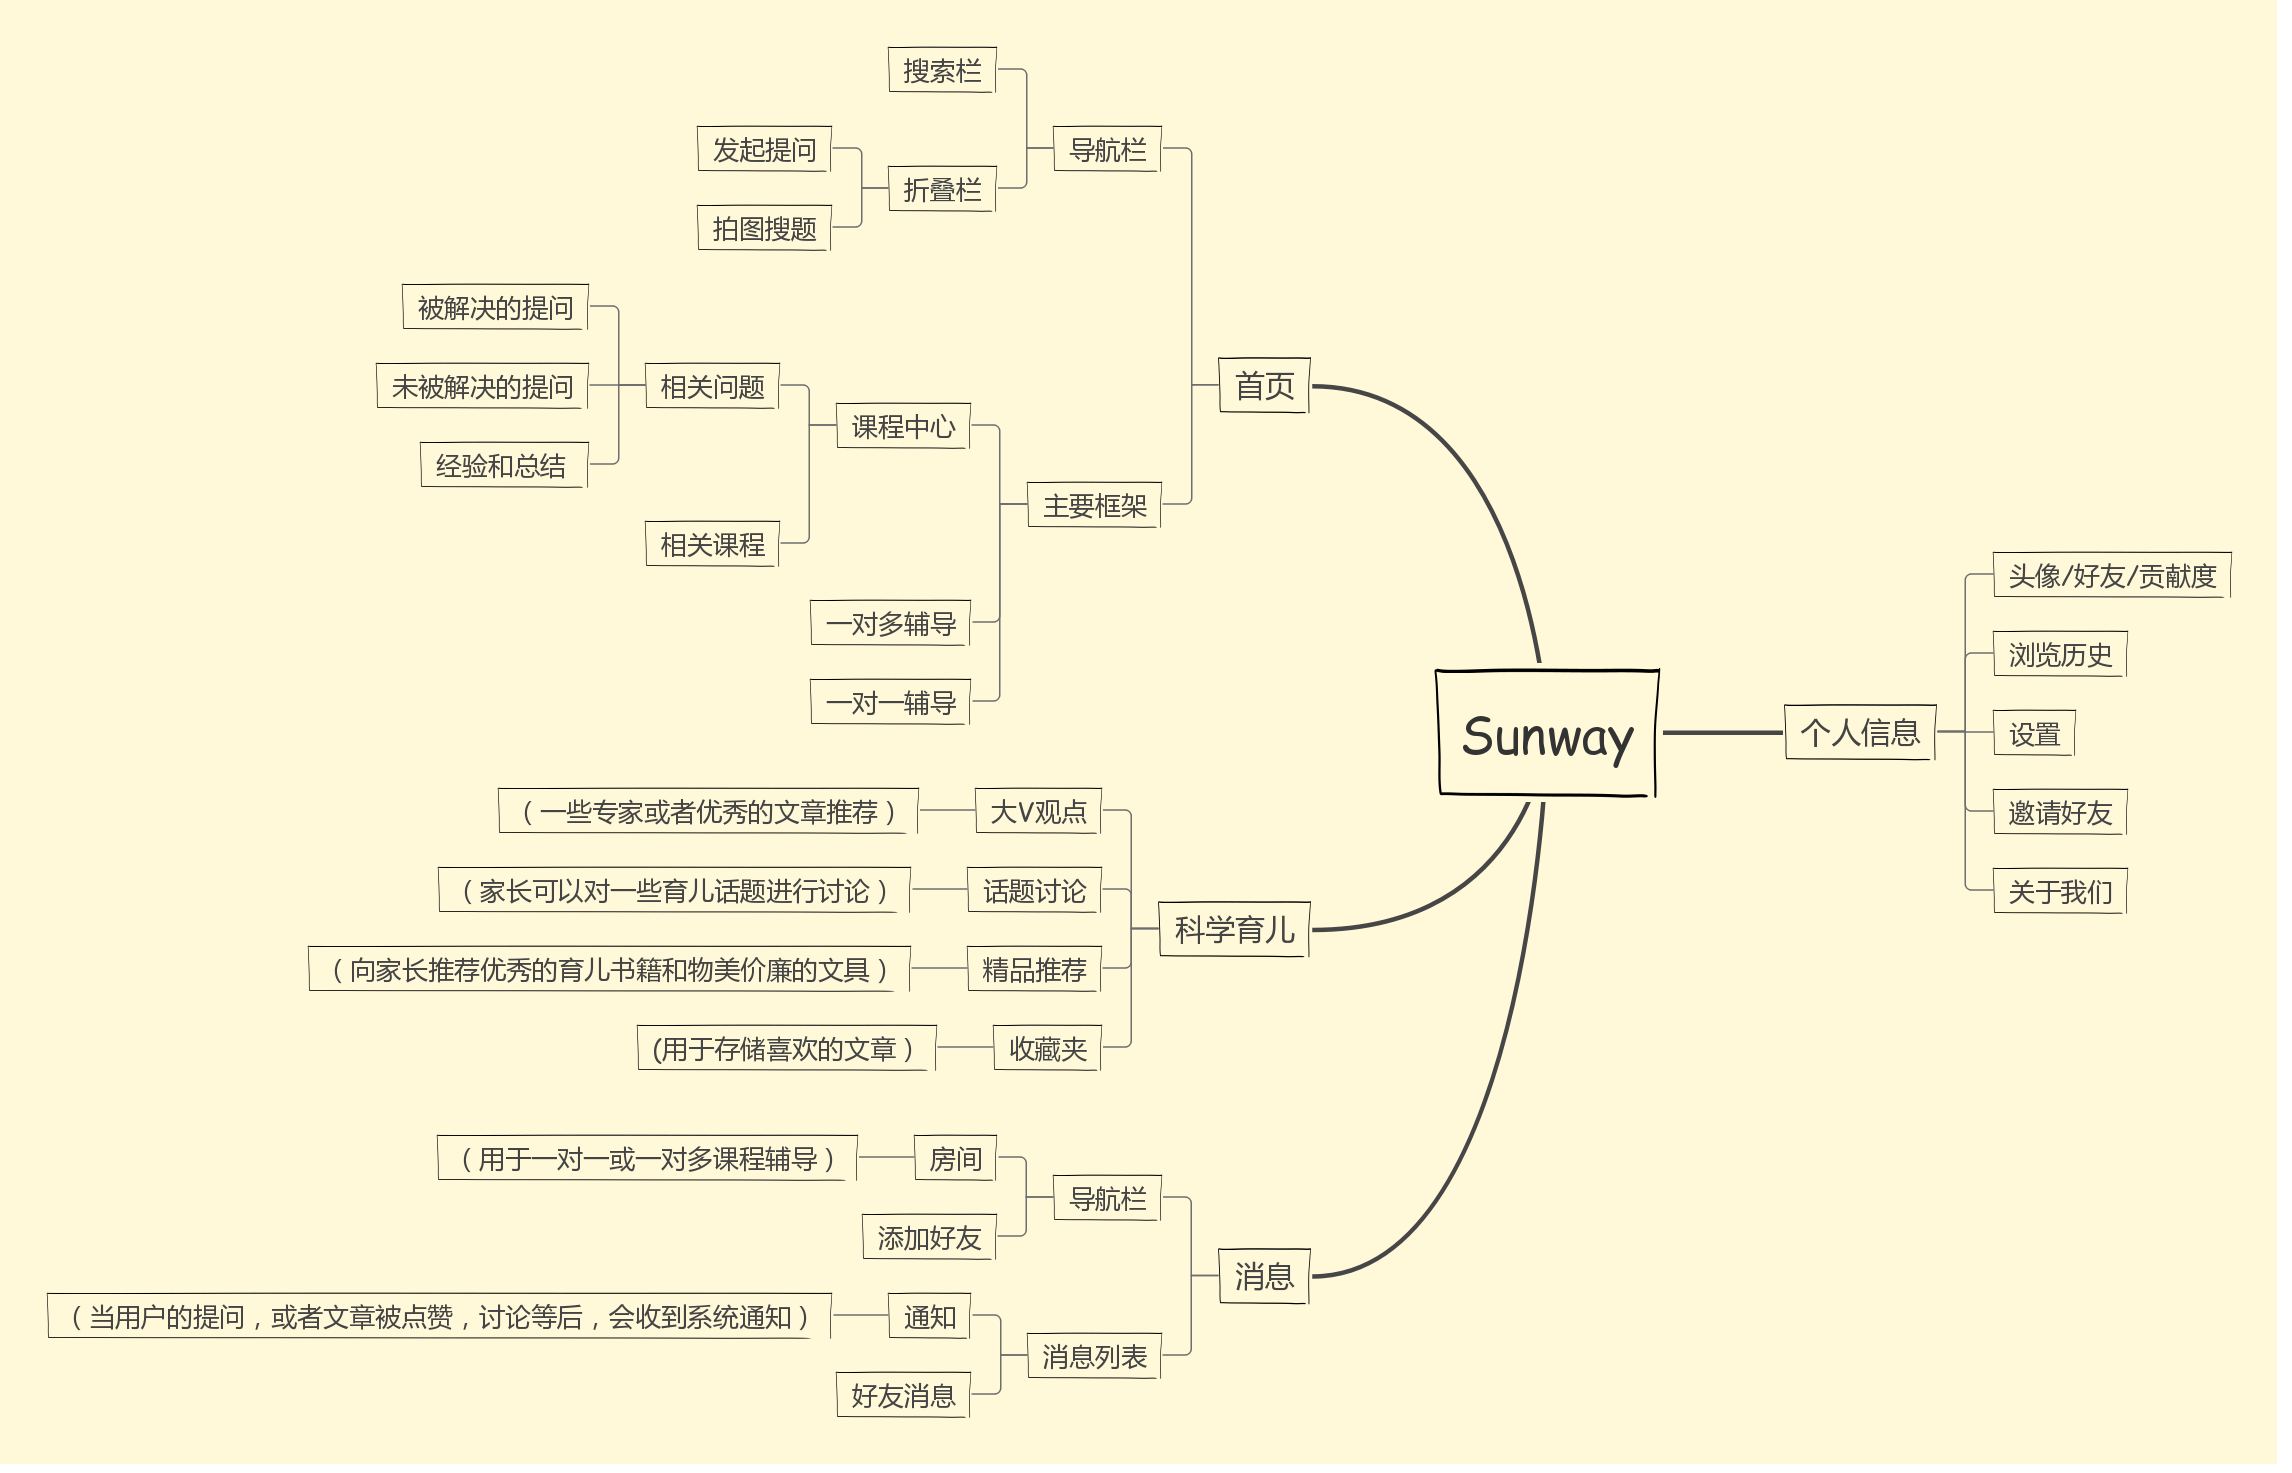 搜索栏
发起提问
导航栏
折叠栏
拍图搜题
被解决的提问
未被解决的提问
相关问题
首页
课程中心
经验和总结
主要框架
相关课程
一对多辅导
一对一辅导
Sunway
个人信息
头像/好友/贡献度
浏览历史
设置
邀请好友
关于我们
（一些专家或者优秀的文章推荐）
大V观点
（家长可以对一些育儿话题进行讨论）
话题讨论
科学育儿
（向家长推荐优秀的育儿书籍和物美价廉的文具）
精品推荐
(用于存储喜欢的文章）
收藏夹
（用于一对一或一对多课程辅导）
房间
导航栏
添加好友
消息
（当用户的提问，或者文章被点赞，讨论等后，会收到系统通知）
通知
消息列表
好友消息